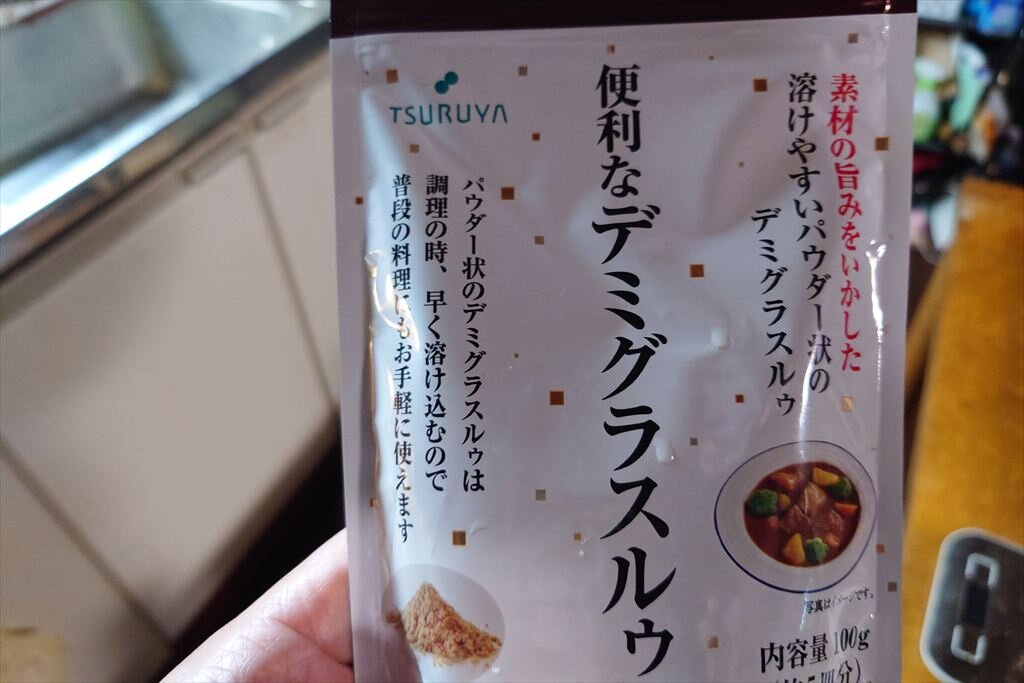 素材の旨みをいかした
溶けやすいパウダー状の
デミグラスルゥ
便利なデミグラスルゥ
TSURUYA
パウダー状のデミグラスルゥは
調理の時、早く溶け込むので
普段の料理にもお手軽に使えます
写真はイメージです。
内容量 100g